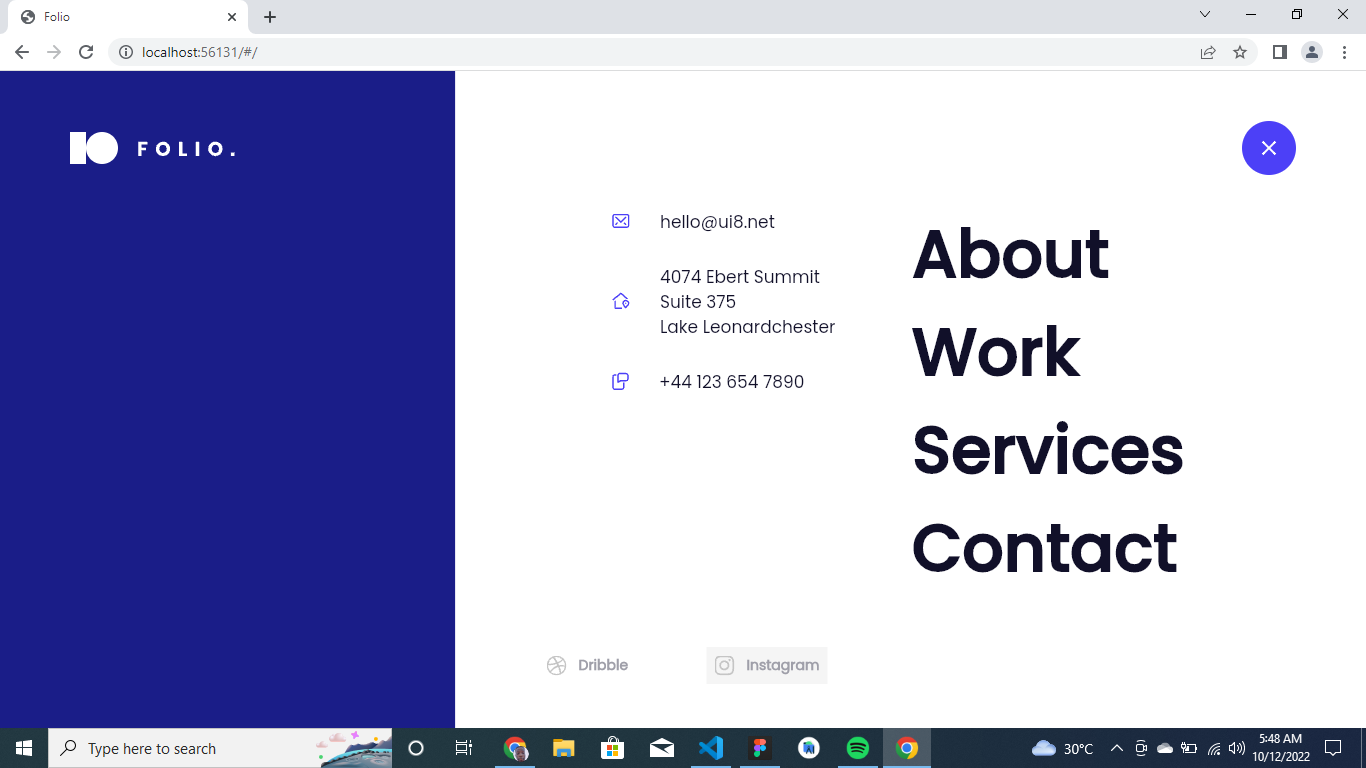 Folio
localhost:56131/#/
FOLIO.
hello@ui8.net
4074 Ebert Summit
Suite 375
Lake Leonardchester
+44 123 654 7890
About
Work
Services
Contact
Dribble
Instagram
Type here to search
30°C
5:48 AM
10/12/2022